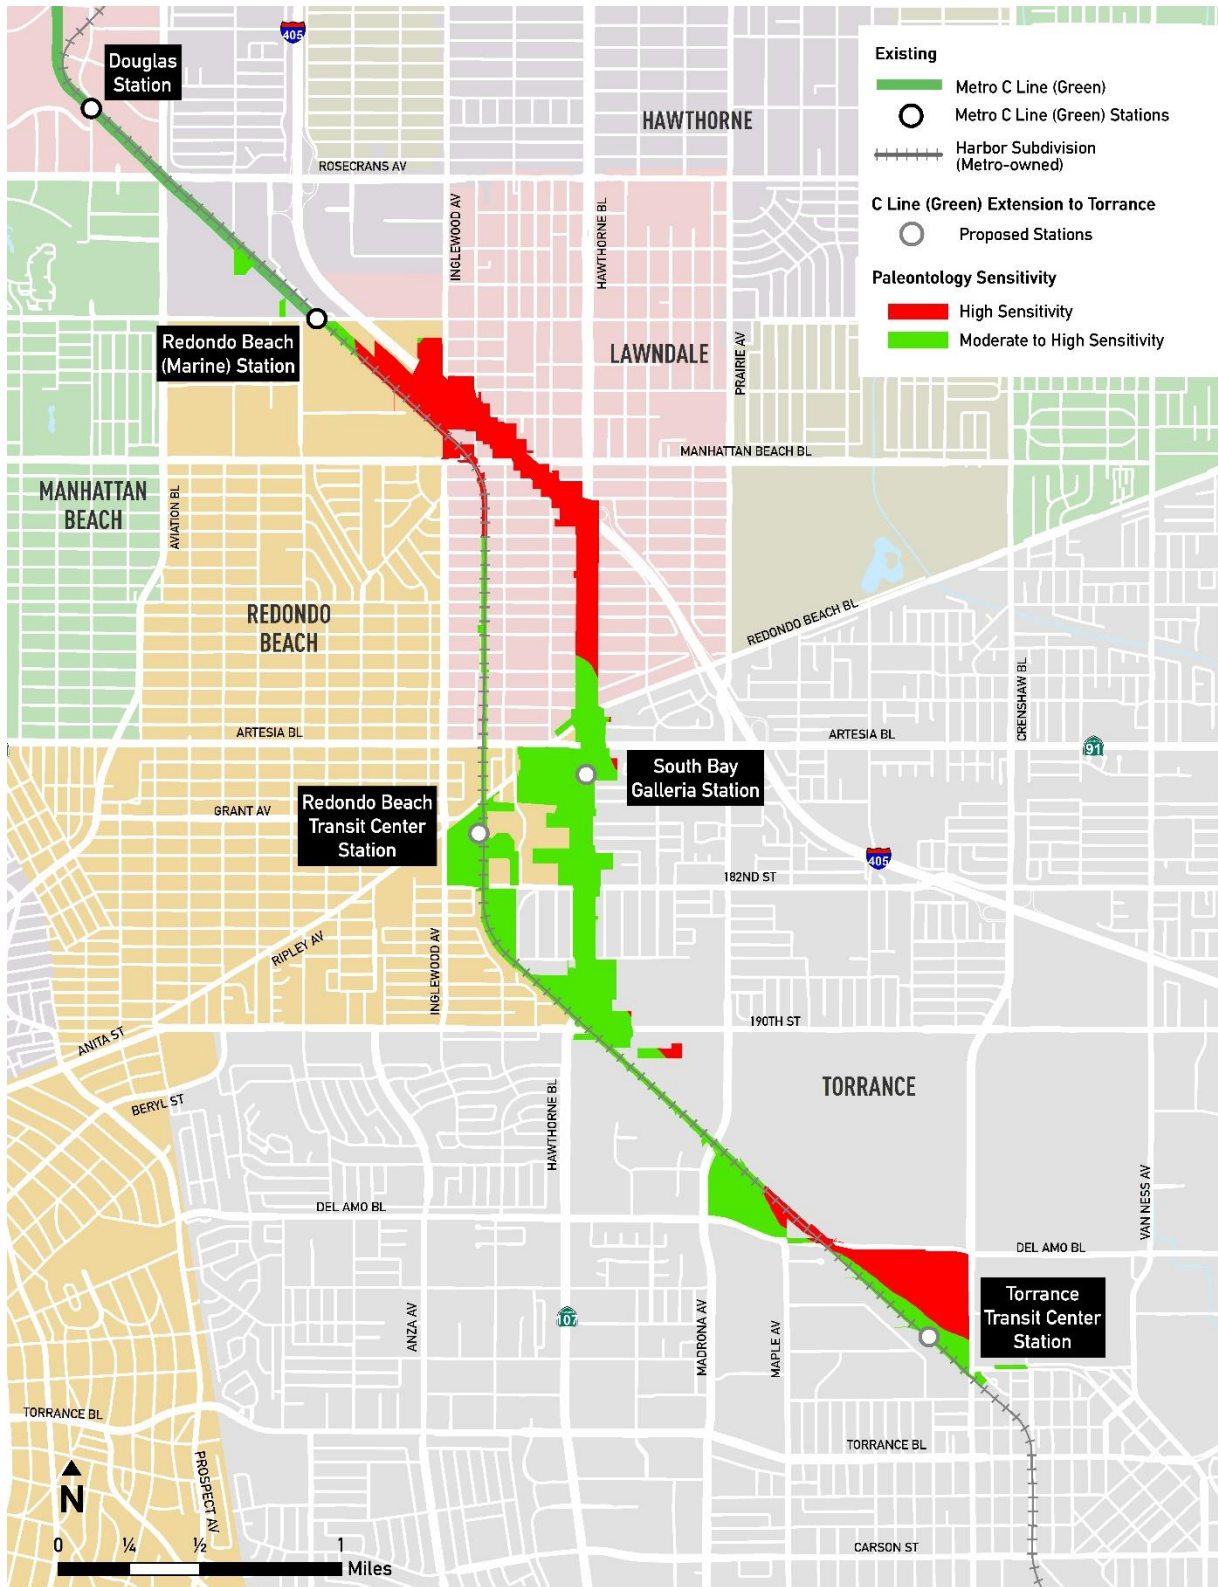 405
Douglas
Station
HAWTHORNE
ROSECRANS AV
Existing
Metro C Line (Green)
Metro C Line (Green) Stations
Harbor Subdivision
(Metro-owned)
C Line (Green) Extension to Torrance
Proposed Stations
Paleontology Sensitivity
High Sensitivity
Moderate to High Sensitivity
INGLEWOOD AV
HAWTHORNE BL
Redondo Beach
(Marine) Station
LAWNDALE
PRAIRIE AV
MANHATTAN BEACH BL
MANHATTAN
BEACH
AVIATION BL
REDONDO
BEACH
REDONDO BEACH BL
CRENSHAW BL
ARTESIA BL
ARTESIA BL
91
South Bay
Galleria Station
Redondo Beach
Transit Center
Station
GRANT AV
405
182ND ST
RIPLEY AV
INGLEWOOD AV
190TH ST
ANITA ST
BERYL ST
TORRANCE
HAWTHORNE BL
VAN NESS AV
DEL AMO BL
DEL AMO BL
Torrance
Transit Center
Station
107
ANZA AV
MADRONA AV
MAPLE AV
TORRANCE BL
TORRANCE BL
PROSPECT AV
N
0 ¼ ½ 1
Miles
CARSON ST